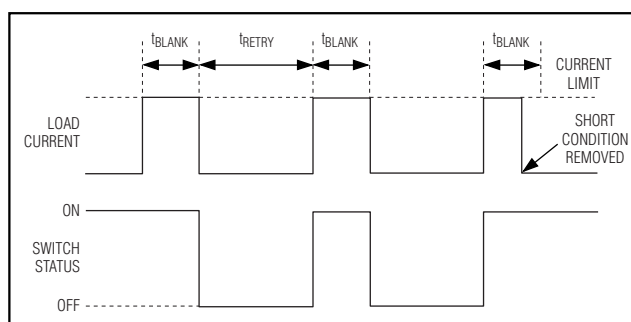 tBLANK
tRETRY
tBLANK
tBLANK
CURRENT
LIMIT
LOAD
CURRENT
SHORT
CONDITION
REMOVED
ON
SWITCH
STATUS
OFF